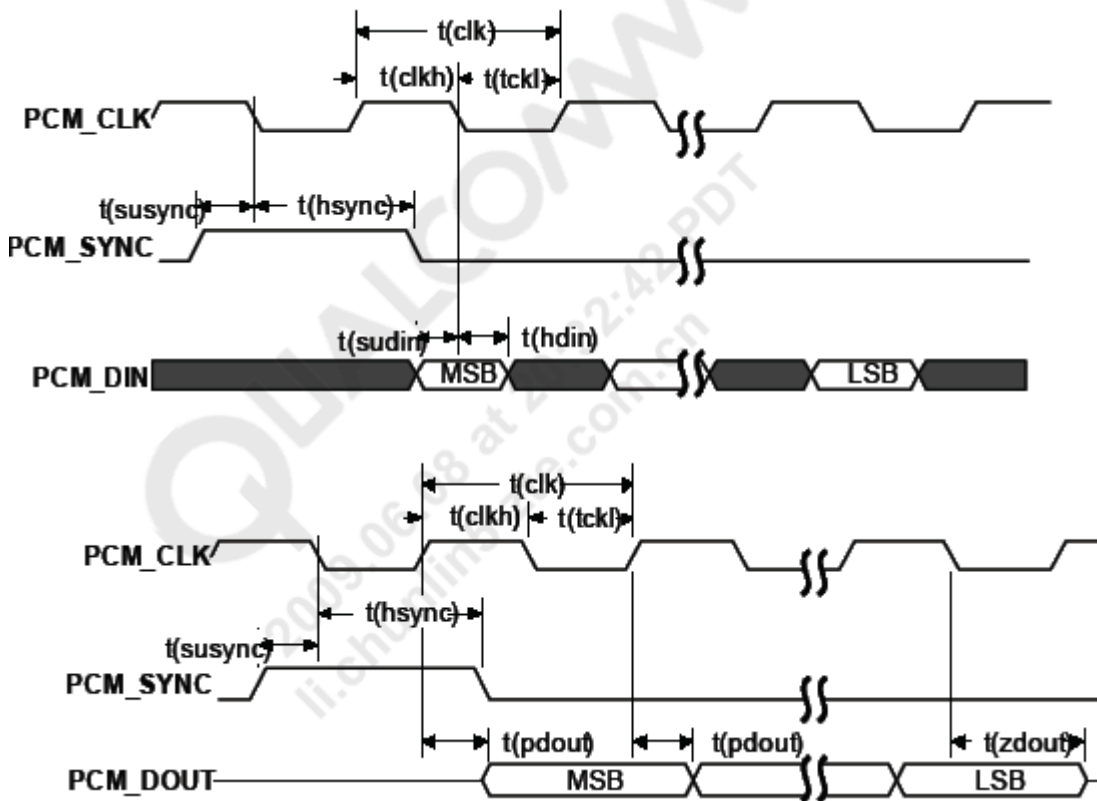 t(clk)
t(clkh) t(tckl)
PCM_CLK
t(susync) t(hsync)
PCM_SYNC
t(sudin) t(hdin)
PCM_DIN MSB LSB
t(clk)
t(clkh) t(tckl)
PCM_CLK
t(hsync)
t(susync)
PCM_SYNC
t(pdout) t(pdout) t(zdout)
PCM_DOUT MSB LSB
QUALCOMM